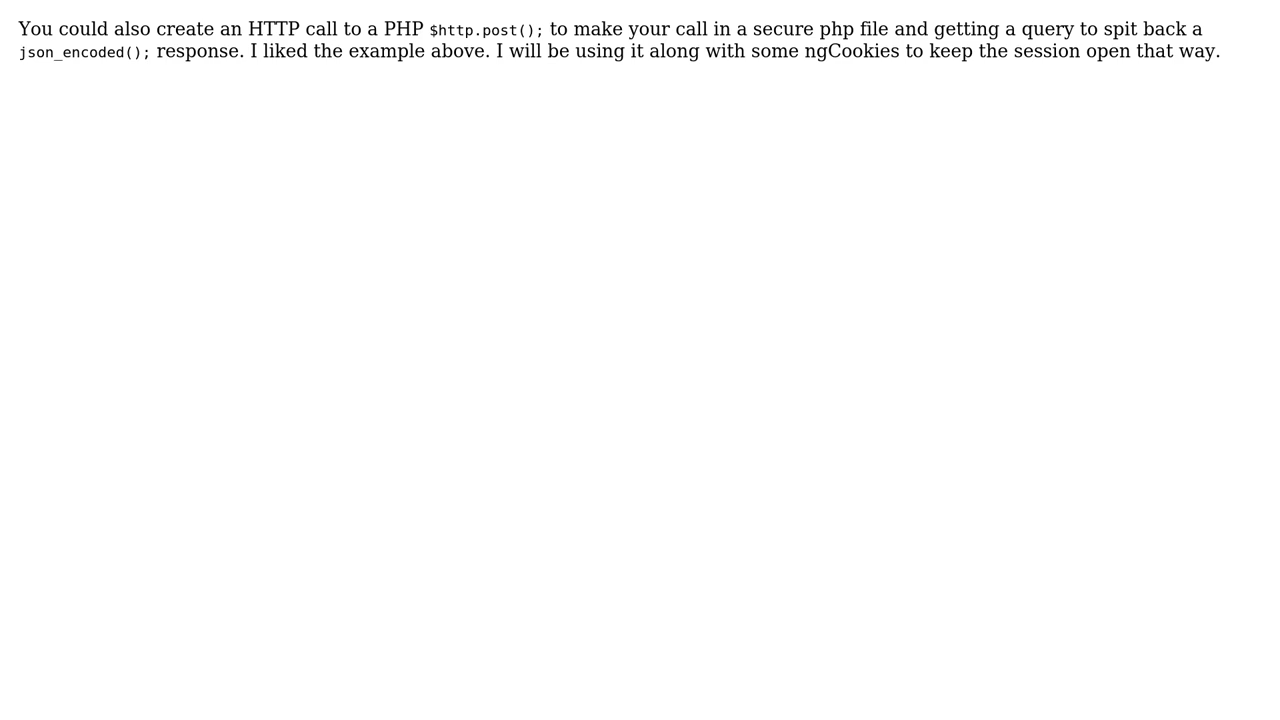 You could also create an HTTP call to a PHP $http.post(); to make your call in a secure php file and getting a query to spit back a
json_encoded(); response. I liked the example above. I will be using it along with some ngCookies to keep the session open that way.